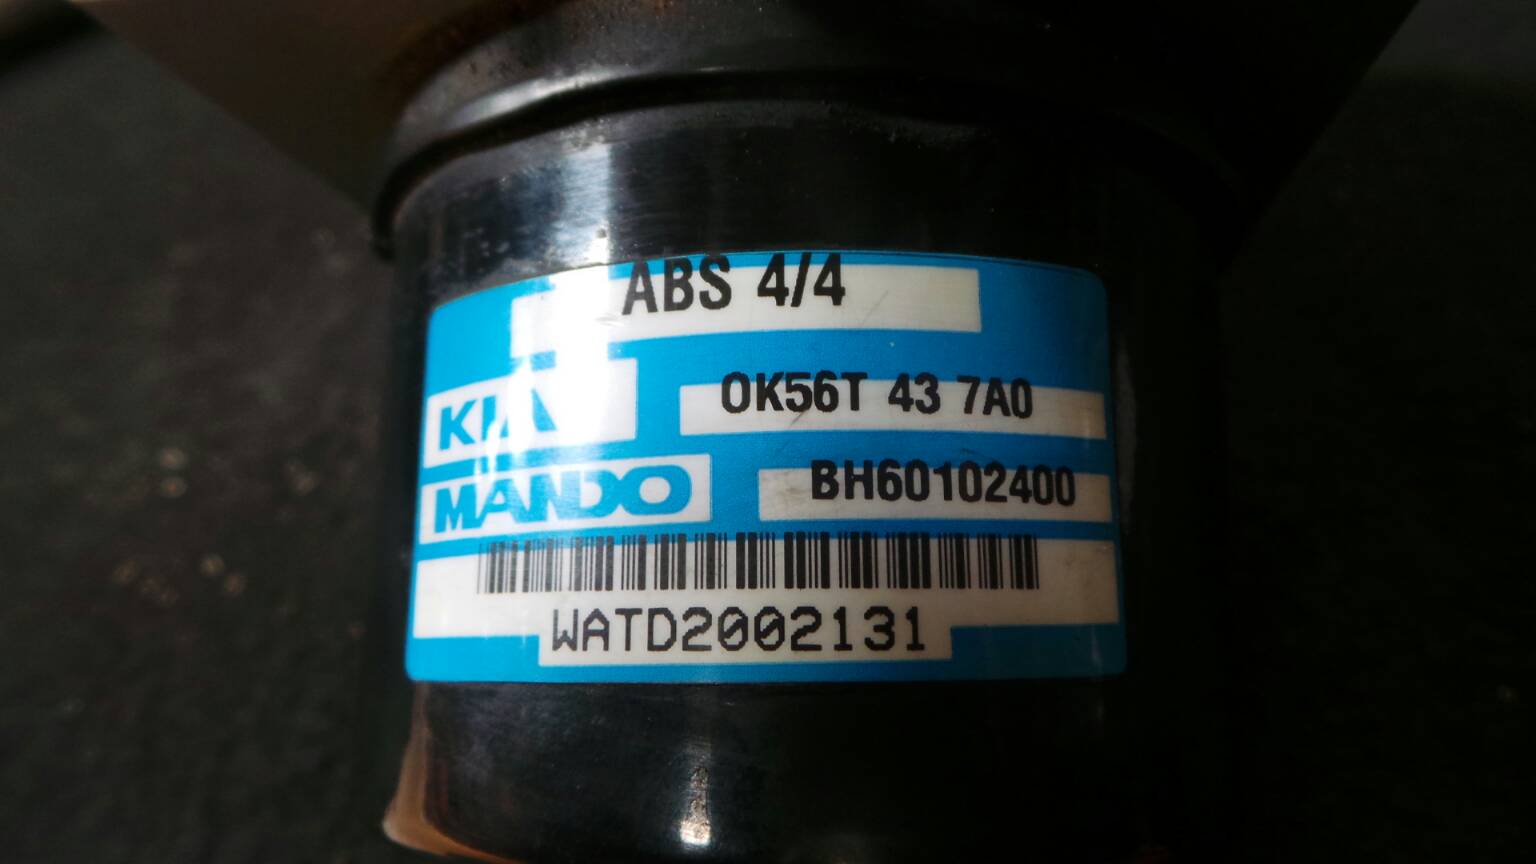 ABS 4/4
KIA
0K56T 43 7A0
MANDO
BH60102400
WATD2002131